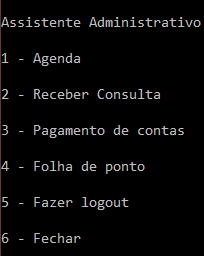 Assistente Administrativo
1 - Agenda
2 - Receber Consulta
3 - Pagamento de contas
4 - Folha de ponto
5 - Fazer logout
6 - Fechar